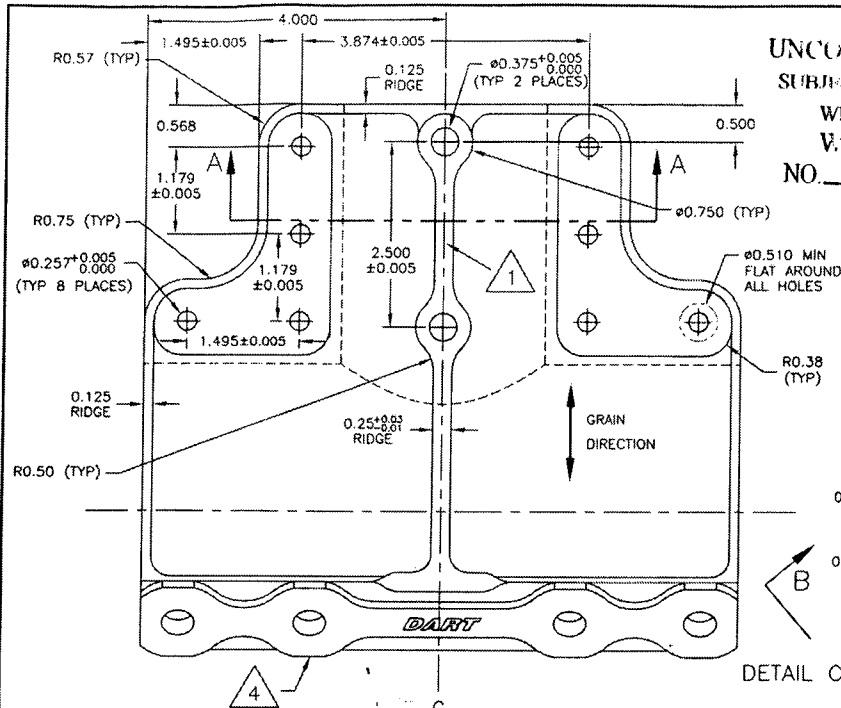 4.000
1.495±0.005
3.874±0.005
R0.57 (TYP)
0.125
RIDGE
ø0.375+0.005
0.000
(TYP 2 PLACES)
0.568
0.500
A
A
1.179
±0.005
ø0.750 (TYP)
R0.75 (TYP)
2.500
±0.005
1
ø0.257+0.005
0.000
(TYP 8 PLACES)
1.179
±0.005
ø0.510 MIN
FLAT AROUND
ALL HOLES
1.495±0.005
R0.38
(TYP)
0.125
RIDGE
0.25+0.03
-0.01
RIDGE
GRAIN
DIRECTION
R0.50 (TYP)
B
DART
DETAIL C
4
NO.